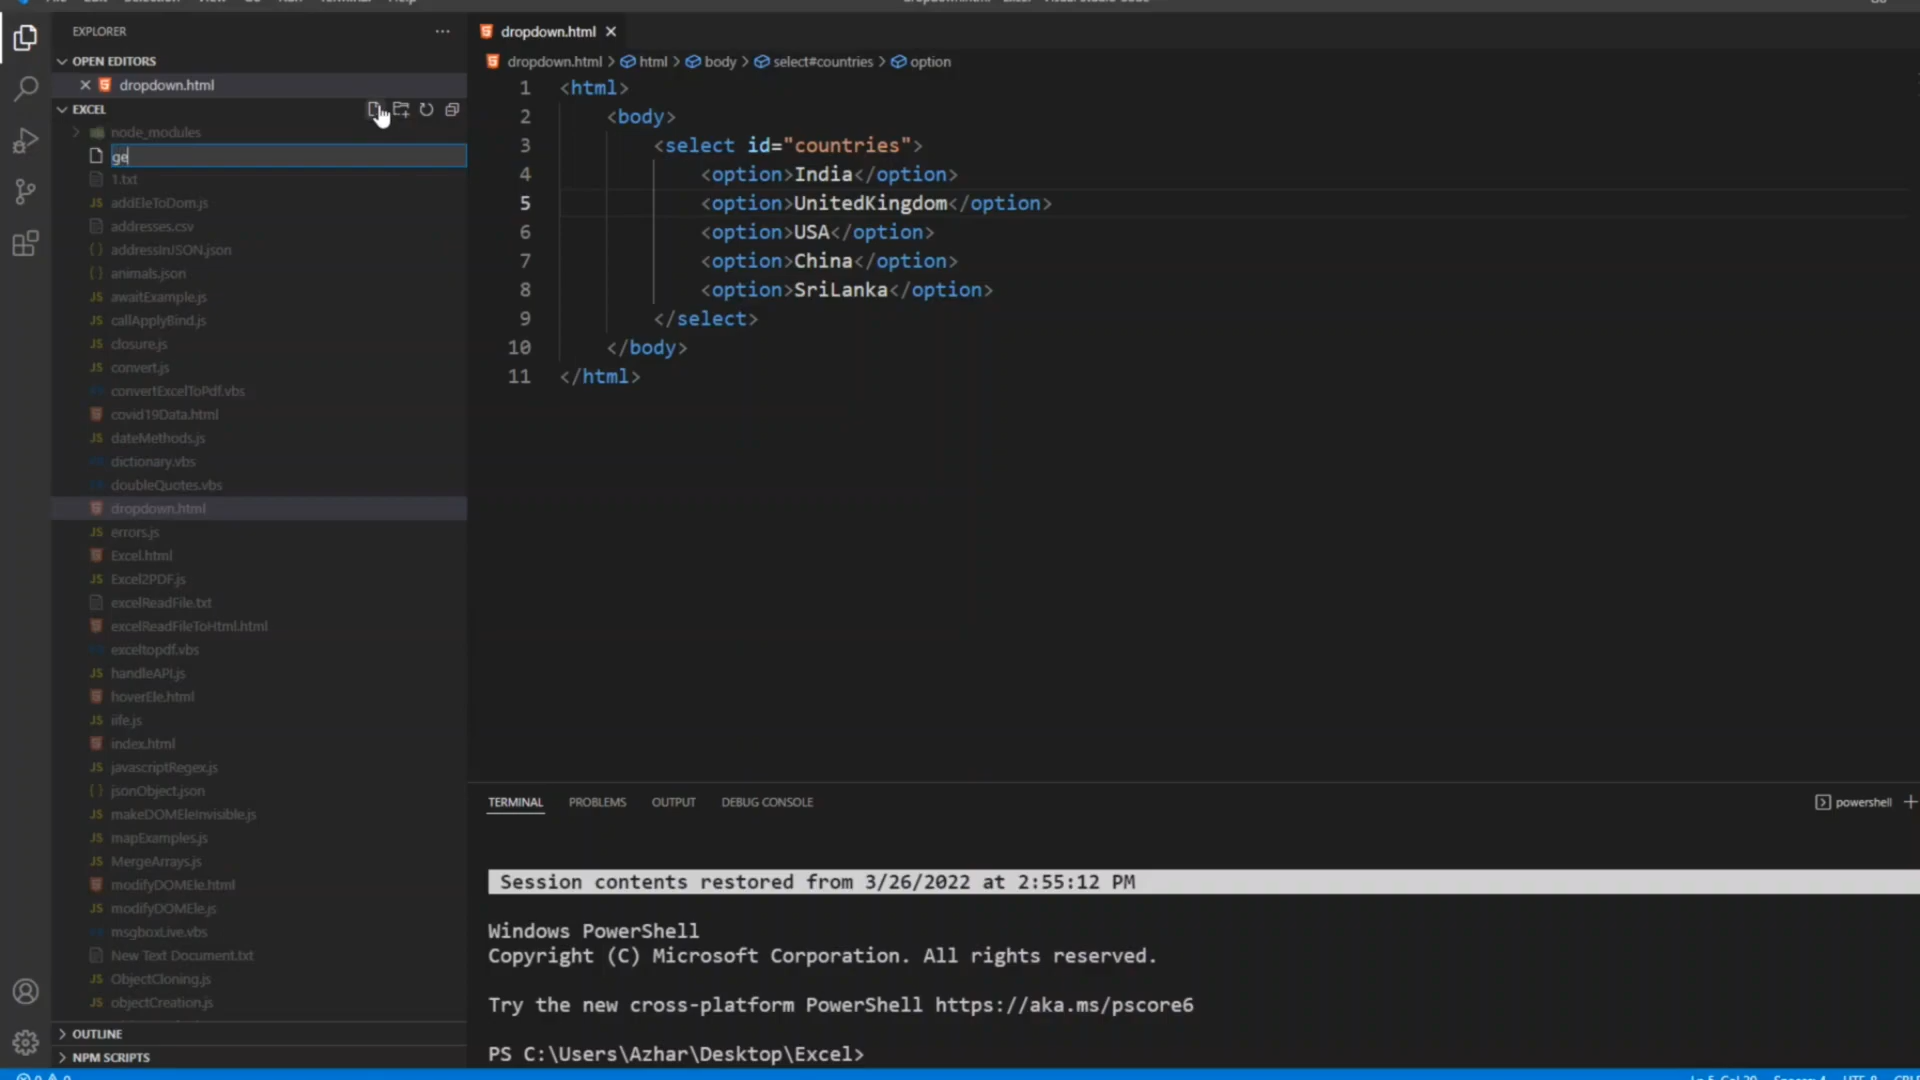 EXPLORER
OPEN EDITORS
dropdown.html
EXCEL
node_modules
ge
1.txt
addEleToDom.js
addresses.csv
addressInJSON.json
animals.json
awaitExample.js
callApplyBind.js
closure.js
convert.js
convertExcelToPdf.vbs
covid19Data.html
dateMethods.js
dictionary.vbs
doubleQuotes.vbs
dropdown.html
errors.js
Excel.html
Excel2PDF.js
excelReadFile.txt
excelReadFileToHtml.html
exceltopdf.vbs
handleAPI.js
hoverEle.html
iife.js
index.html
javascriptRegex.js
jsonObject.json
makeDOMEleInvisible.js
mapExamples.js
MergeArrays.js
modifyDOMEle.html
modifyDOMEle.js
msgboxLive.vbs
New Text Document.txt
ObjectCloning.js
objectCreation.js
OUTLINE
NPM SCRIPTS
dropdown.html
dropdown.html > html > body > select#countries > option
1 <html>
2 <body>
3 <select id="countries">
4 <option>India</option>
5 <option>UnitedKingdom</option>
6 <option>USA</option>
7 <option>China</option>
8 <option>SriLanka</option>
9 </select>
10 </body>
11 </html>
TERMINAL PROBLEMS OUTPUT DEBUG CONSOLE powershell
Session contents restored from 3/26/2022 at 2:55:12 PM
Windows PowerShell
Copyright (C) Microsoft Corporation. All rights reserved.
Try the new cross-platform PowerShell https://aka.ms/pscore6
PS C:\Users\Azhar\Desktop\Excel>